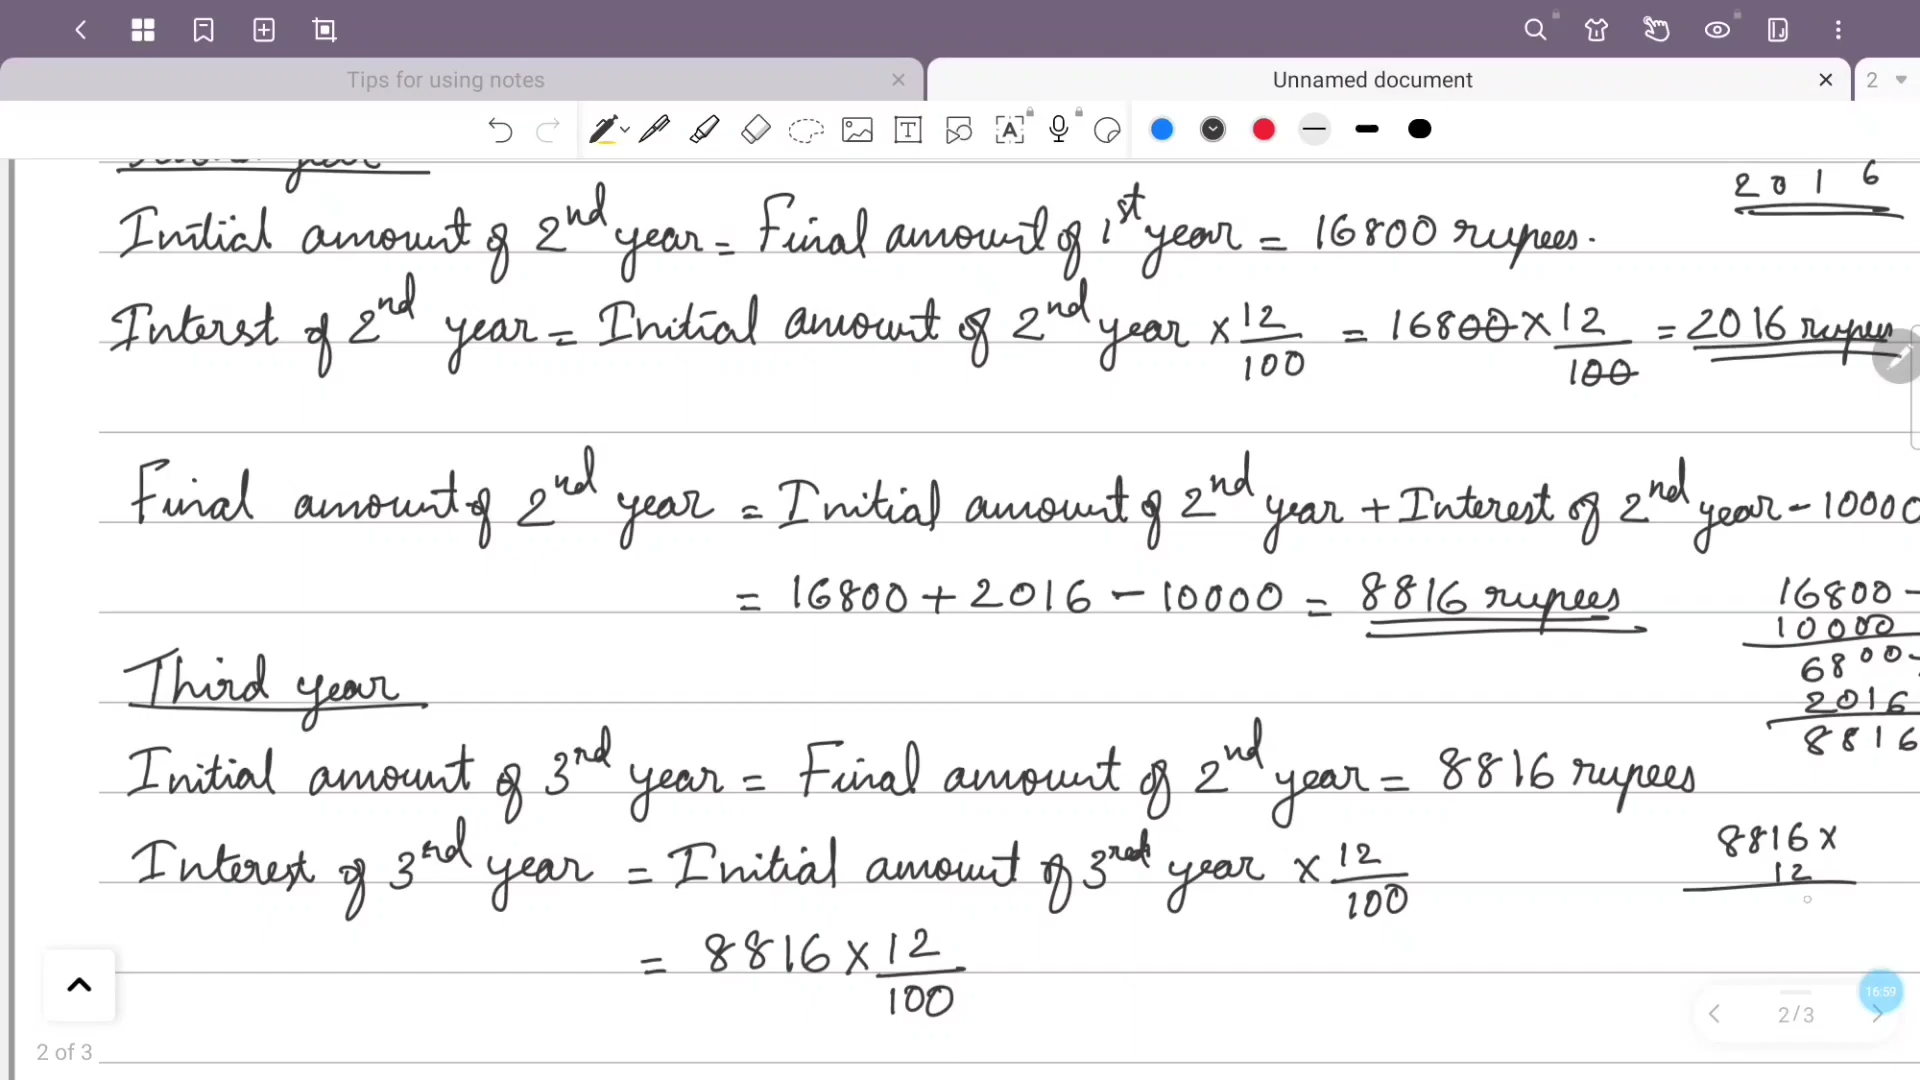 Tips for using notes
Unnamed document
2
2016
Initial amount of 2nd year = Final amount of 1st year = 16800 rupees.
Interst of 2nd year = Initial amount of 2nd year × 12/100 = 16800 × 12/100 = 2016 rupees
Final amount of 2nd year = Initial amount of 2nd year + Interest of 2nd year - 10000
= 16800 + 2016 - 10000 = 8816 rupees
16800 -
10000
6800
2016
8816
Third year
Initial amount of 3rd year = Final amount of 2nd year = 8816 rupees
Interest of 3rd year = Initial amount of 3rd year × 12/100
8816 ×
12
= 8816 × 12/100
16:59
2/3
2 of 3